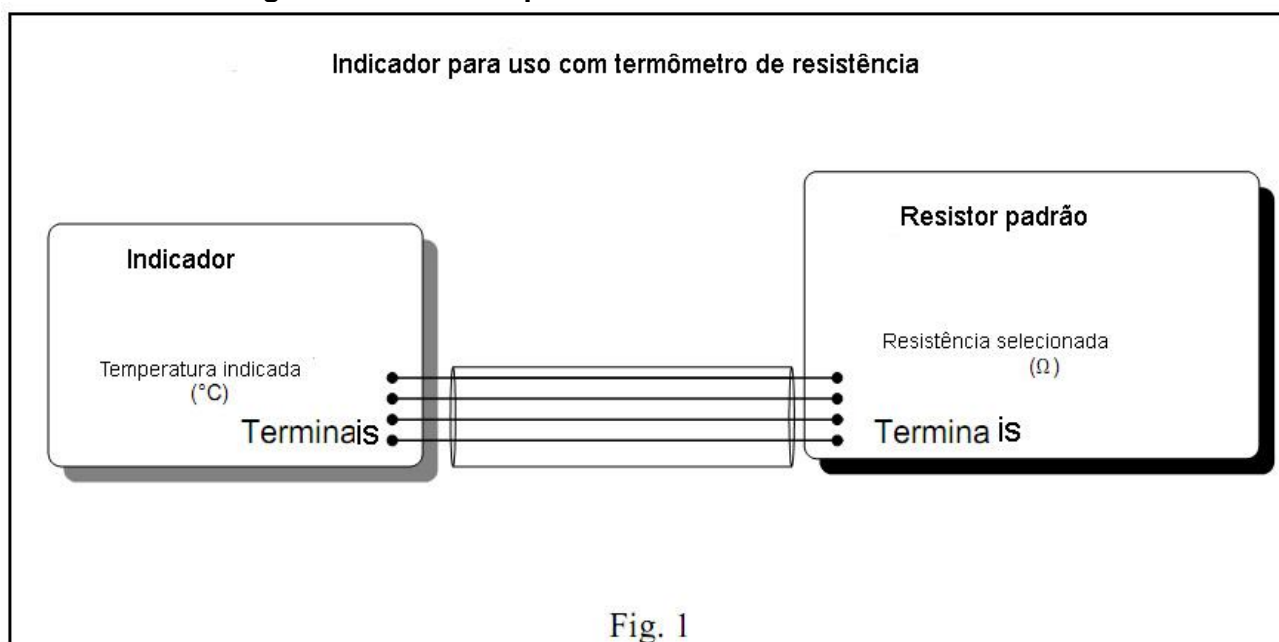 Indicador para uso com termômetro de resistência
Resistor padrão
Indicador
Resistência selecionada
(Ω)
Temperatura indicada
(°C)
Terminais
Termina is
Fig. 1